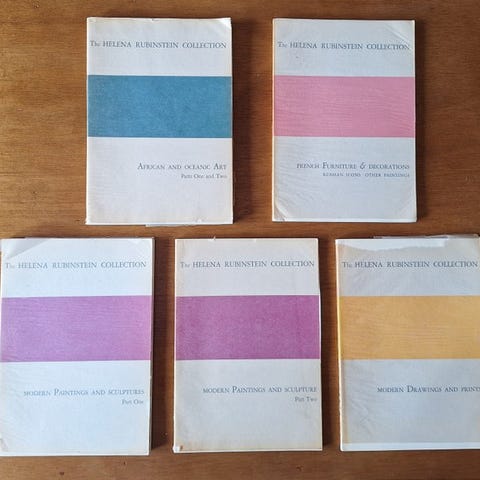 The HELENA RUBINSTEIN COLLECTION
AFRICAN AND OCEANIC ART
Parts One and Two
The HELENA RUBINSTEIN COLLECTION
FRENCH FURNITURE & DECORATIONS
RUSSIAN ICONS OTHER PAINTINGS
The HELENA RUBINSTEIN COLLECTION
MODERN PAINTINGS AND SCULPTURES
Part One
The HELENA RUBINSTEIN COLLECTION
MODERN PAINTINGS AND SCULPTURE
Part Two
The HELENA RUBINSTEIN COLLECTION
MODERN DRAWINGS AND PRINTS